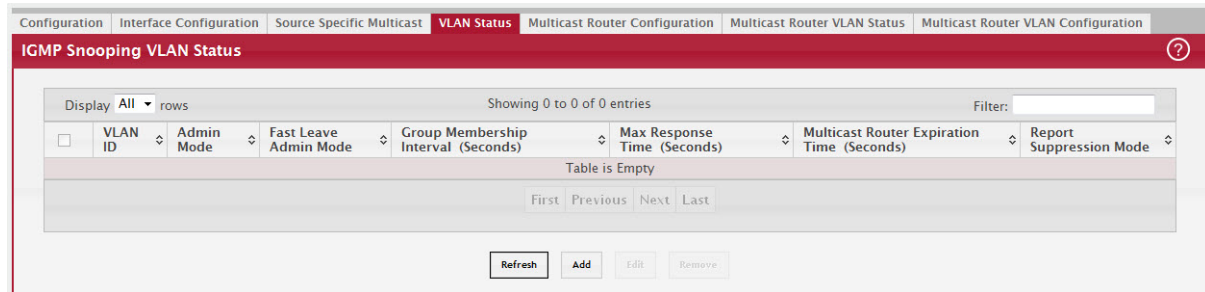 Configuration Interface Configuration Source Specific Multicast VLAN Status Multicast Router Configuration Multicast Router VLAN Status Multicast Router VLAN Configuration
IGMP Snooping VLAN Status ?
Display All rows Showing 0 to 0 of 0 entries Filter:
VLAN ID Admin Mode Fast Leave Admin Mode Group Membership Interval (Seconds) Max Response Time (Seconds) Multicast Router Expiration Time (Seconds) Report Suppression Mode
Table is Empty
First Previous Next Last
Refresh Add Edit Remove